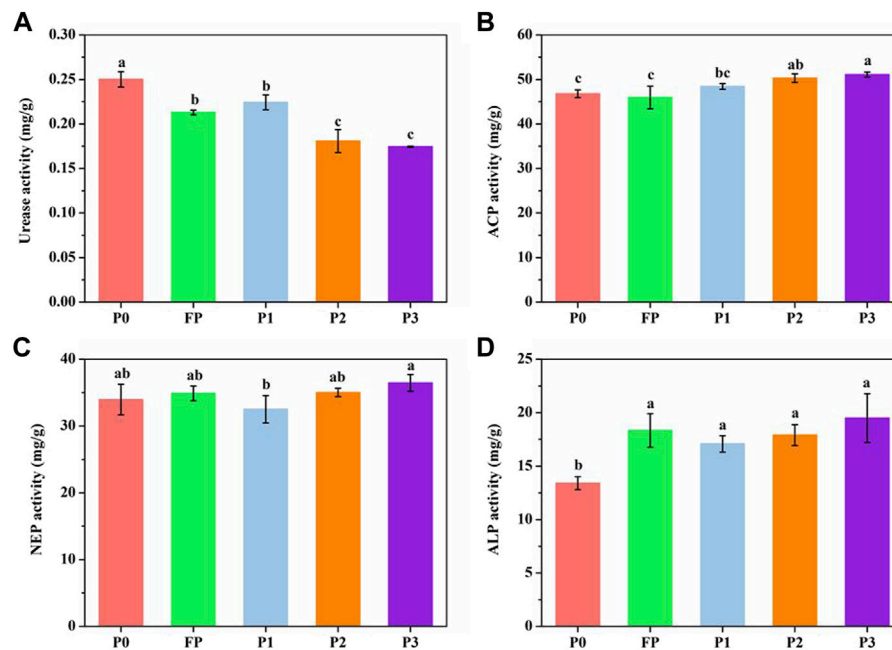 A
Urease activity (mg/g)
0.30
0.25
0.20
0.15
0.10
0.05
0.00
a
b
b
c
c
P0 FP P1 P2 P3
B
ACP activity (mg/g)
60
50
40
30
20
10
0
c
c
bc
ab
a
P0 FP P1 P2 P3
C
NEP activity (mg/g)
40
30
20
10
0
ab
ab
b
ab
a
P0 FP P1 P2 P3
D
ALP activity (mg/g)
25
20
15
10
5
0
b
a
a
a
a
P0 FP P1 P2 P3